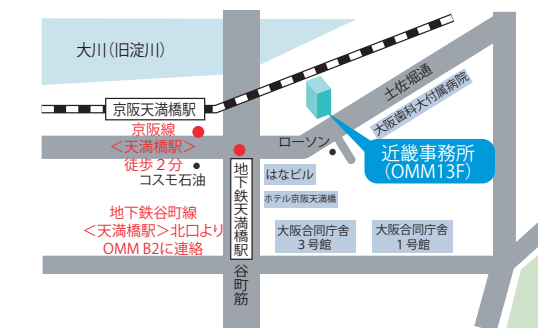 大川(旧淀川)
京阪天満橋駅
京阪線
＜天満橋駅＞
徒歩２分
コスモ石油
地下鉄谷町線
＜天満橋駅＞北口より
OMM B2に連絡
地下鉄天満橋駅
谷町筋
ローソン
はなビル
ホテル京阪天満橋
大阪合同庁舎
３号館
大阪合同庁舎
１号館
土佐堀通
大阪歯科大付属病院
近畿事務所
(OMM13F)